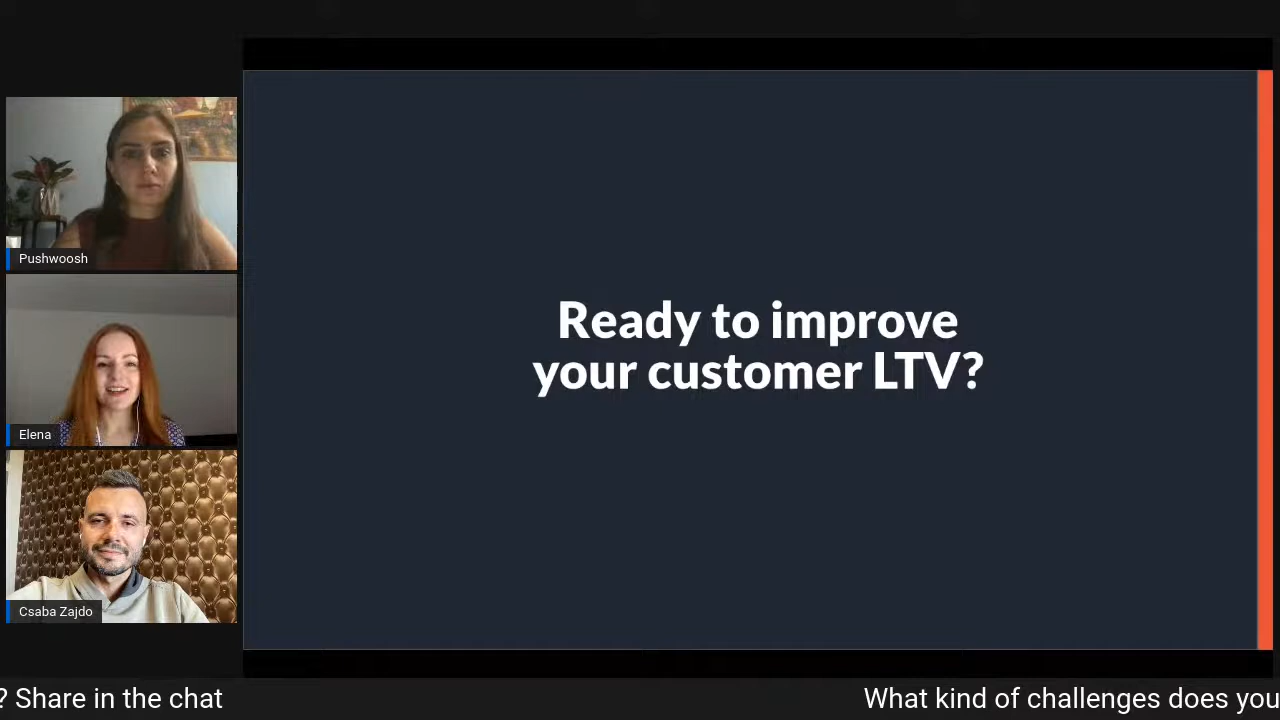 Pushwoosh
Elena
Csaba Zajdo
Ready to improve
your customer LTV?
? Share in the chat
What kind of challenges does you